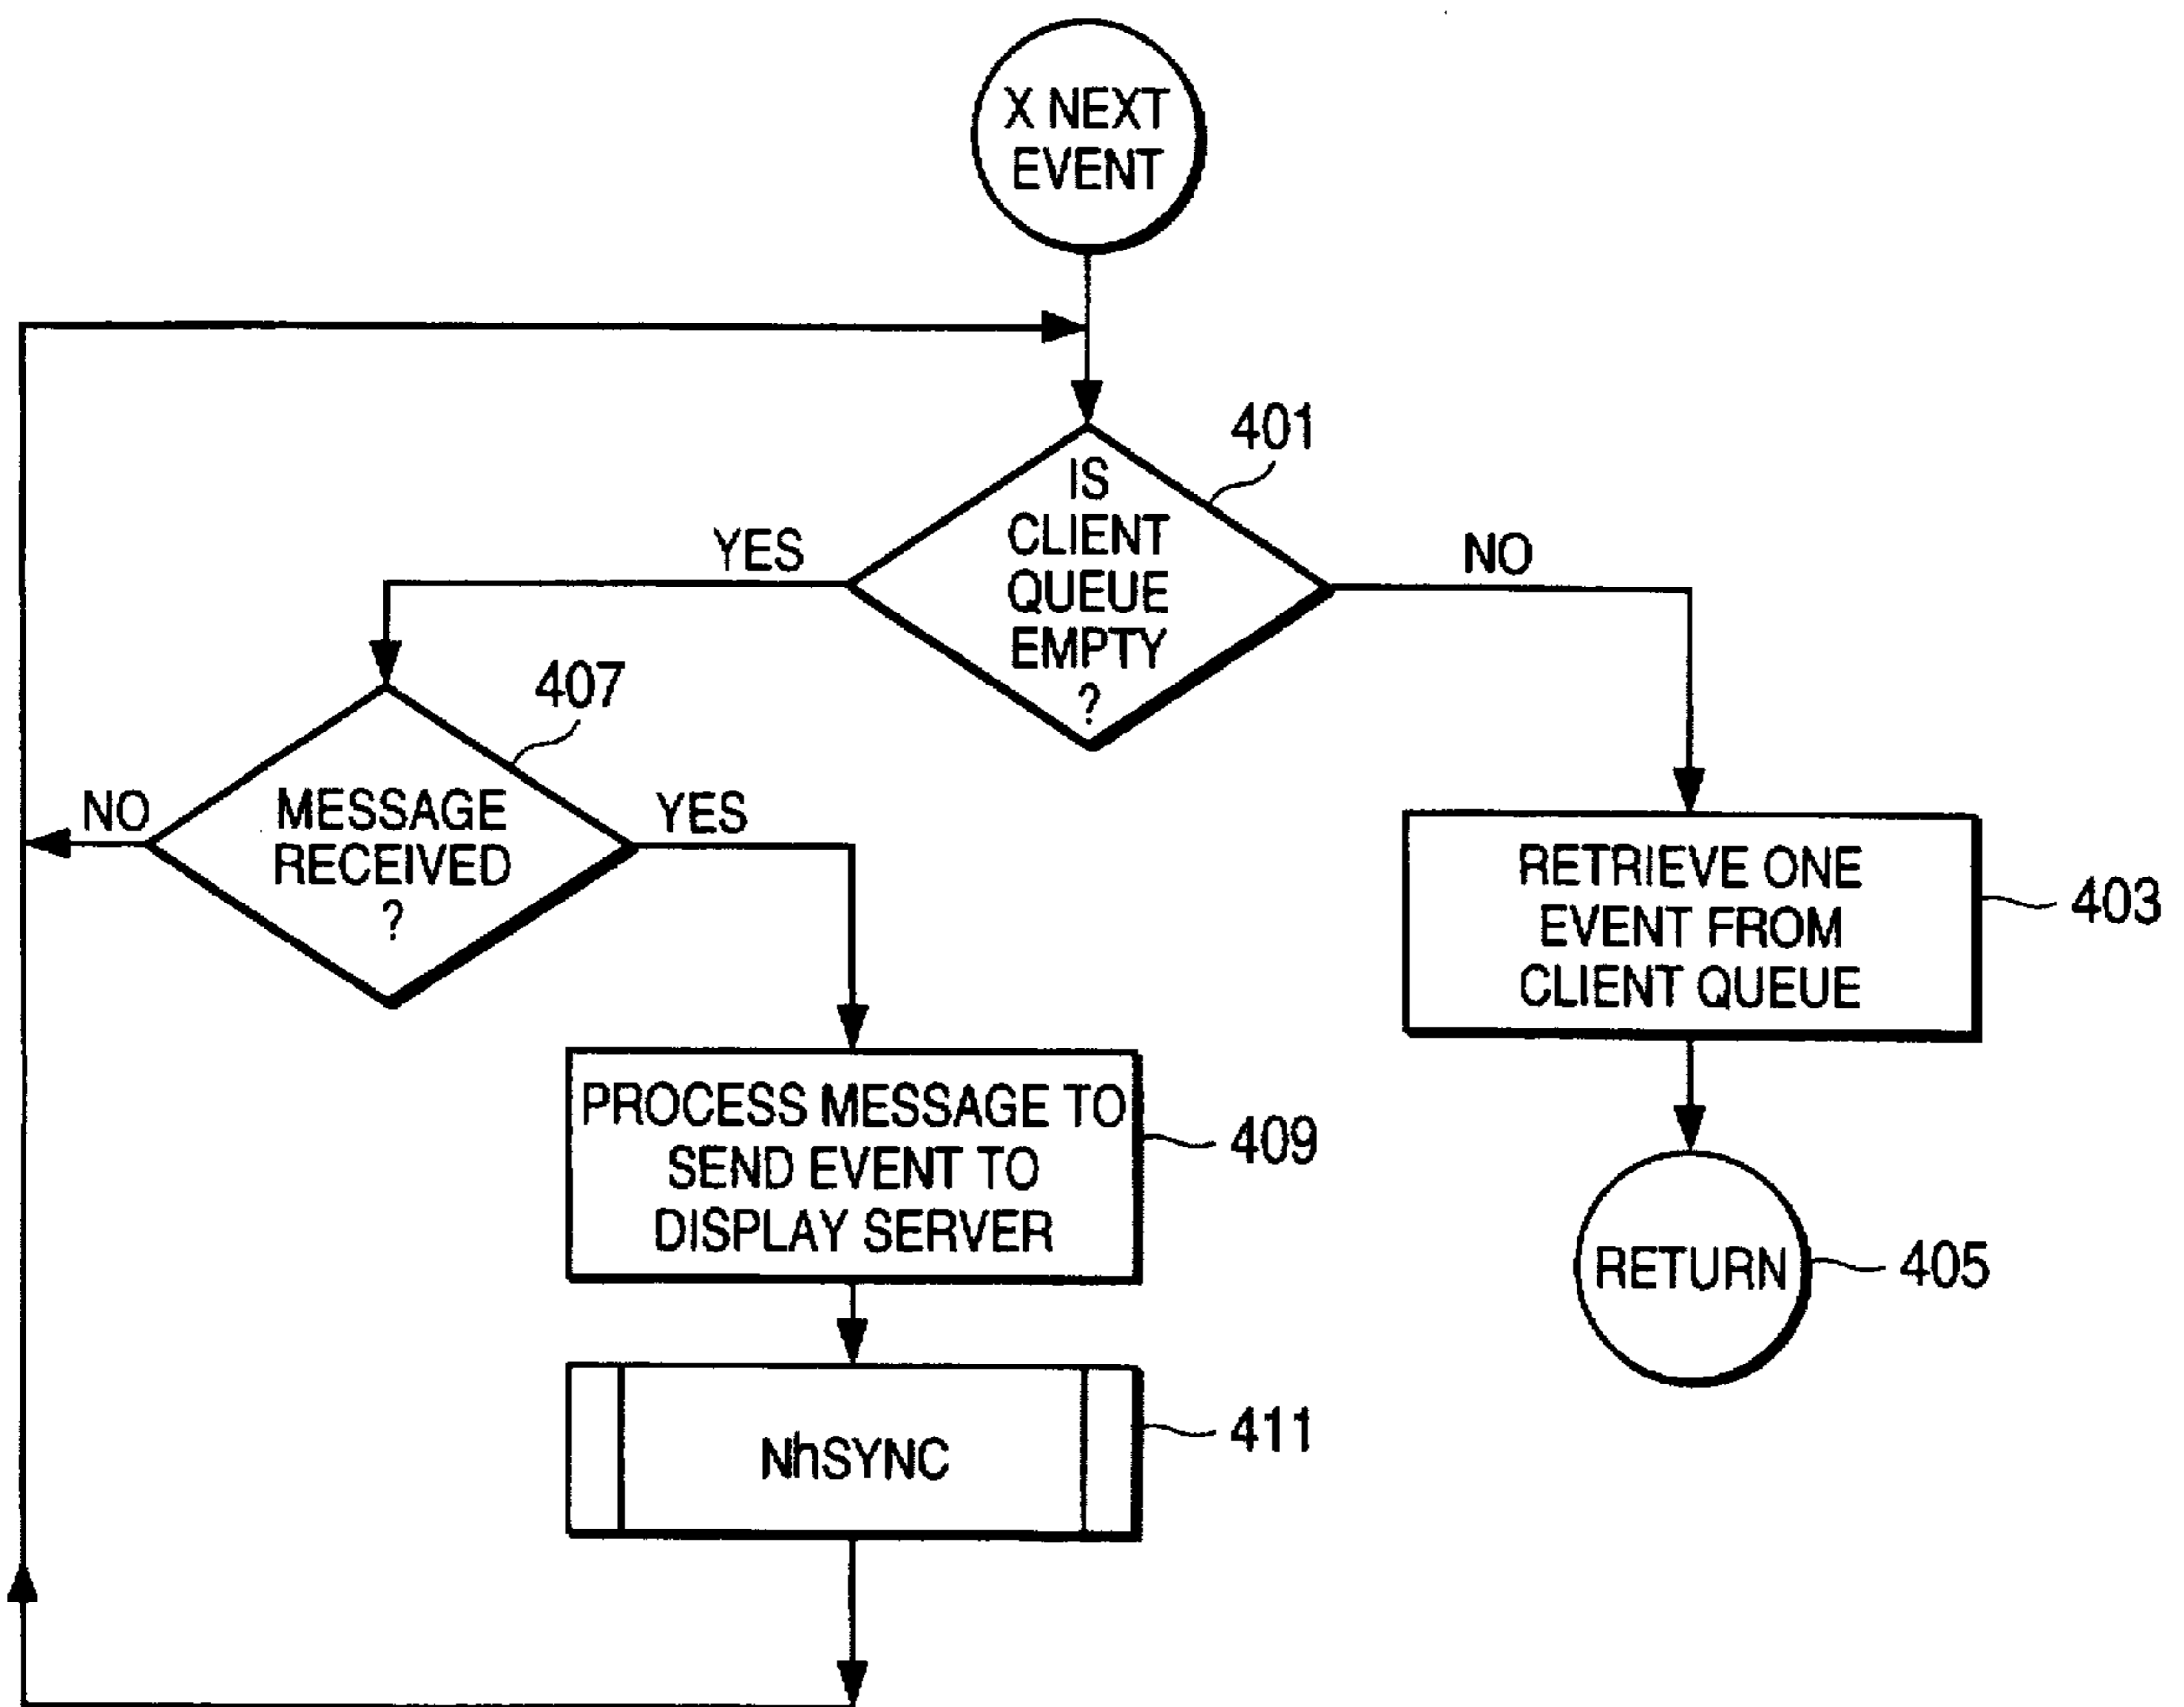 X NEXT
EVENT
401
IS
CLIENT
QUEUE
EMPTY
?
YES
NO
407
MESSAGE
RECEIVED
?
NO
YES
RETRIEVE ONE
EVENT FROM
CLIENT QUEUE
403
PROCESS MESSAGE TO
SEND EVENT TO
DISPLAY SERVER
409
RETURN
405
NhSYNC
411